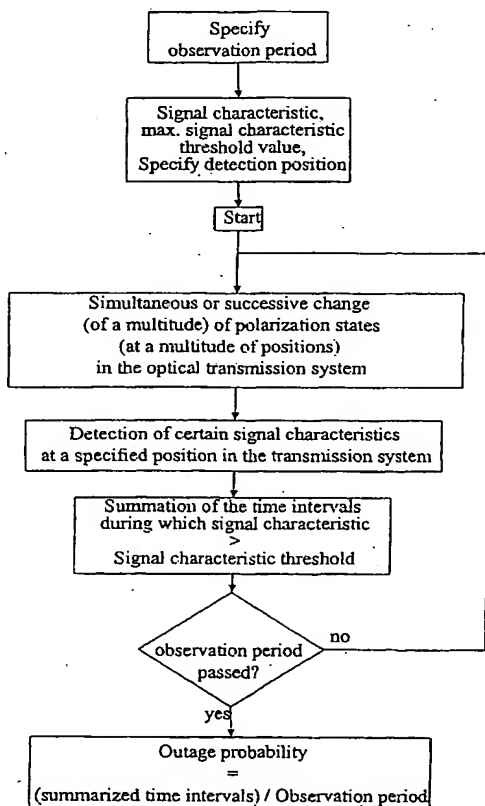 Specify
observation period
Signal characteristic,
max. signal characteristic
threshold value,
Specify detection position
Start
Simultaneous or successive change
(of a multitude) of polarization states
(at a multitude of positions)
in the optical transmission system
Detection of certain signal characteristics
at a specified position in the transmission system
Summation of the time intervals
during which signal characteristic
>
Signal characteristic threshold
observation period
passed?
no
yes
Outage probability
=
(summarized time intervals) / Observation period